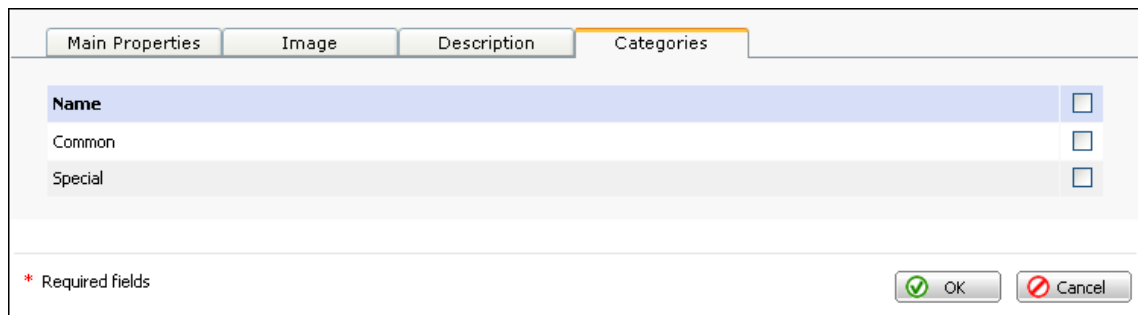 Main Properties Image Description Categories
Name
Common
Special
* Required fields OK Cancel